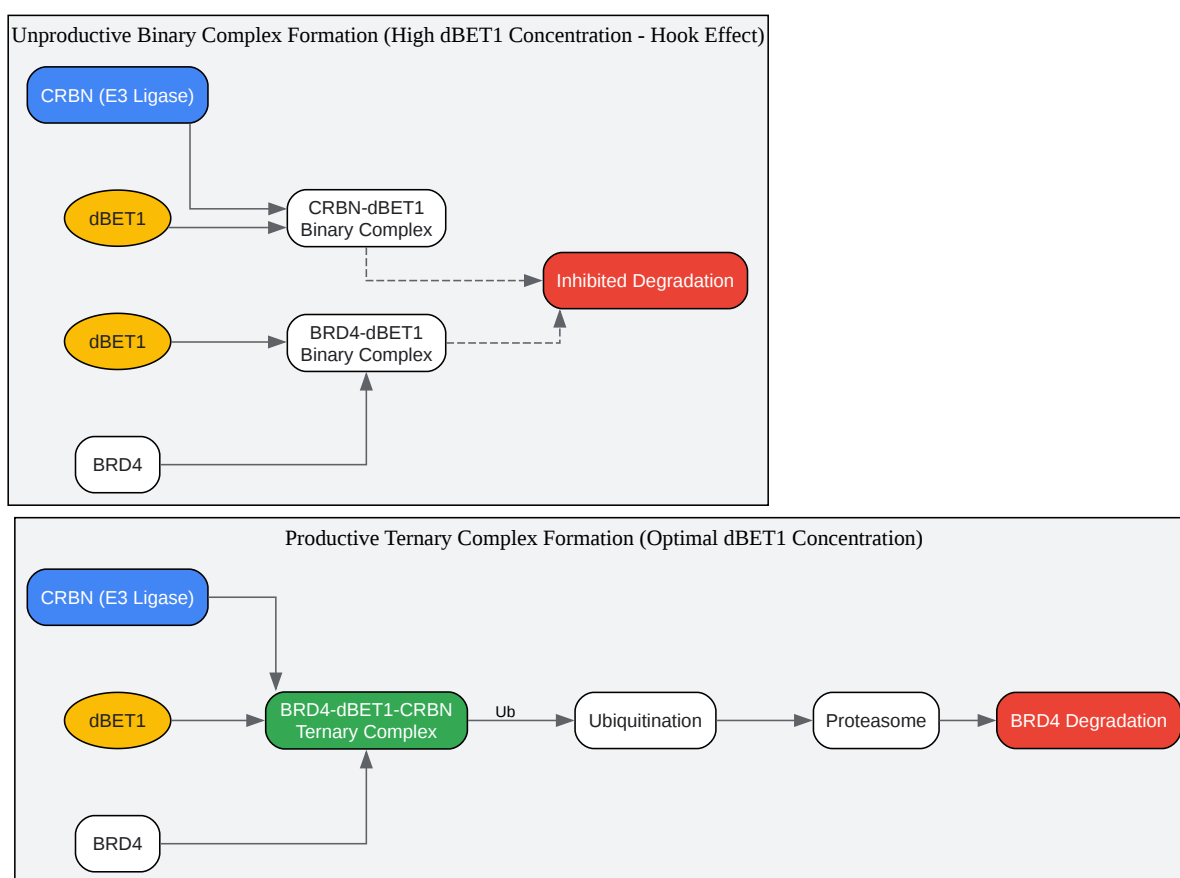 Unproductive Binary Complex Formation (High dBET1 Concentration - Hook Effect)
CRBN (E3 Ligase)
dBET1
CRBN-dBET1
Binary Complex
Inhibited Degradation
dBET1
BRD4-dBET1
Binary Complex
BRD4
Productive Ternary Complex Formation (Optimal dBET1 Concentration)
CRBN (E3 Ligase)
dBET1
BRD4-dBET1-CRBN
Ternary Complex
Ub
Ubiquitination
Proteasome
BRD4 Degradation
BRD4